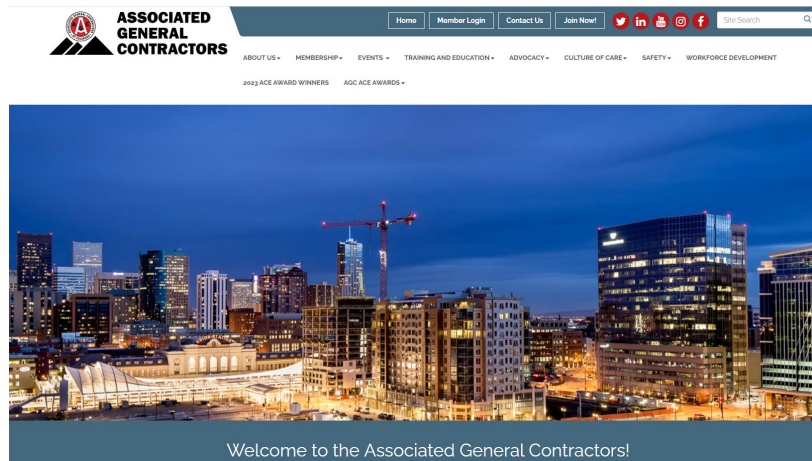 ASSOCIATED
GENERAL
CONTRACTORS
Home Member Login Contact Us Join Now! Site Search
ABOUT US MEMBERSHIP EVENTS TRAINING AND EDUCATION ADVOCACY CULTURE OF CARE SAFETY WORKFORCE DEVELOPMENT
2023 ACE AWARD WINNERS AGC ACE AWARDS
Welcome to the Associated General Contractors!